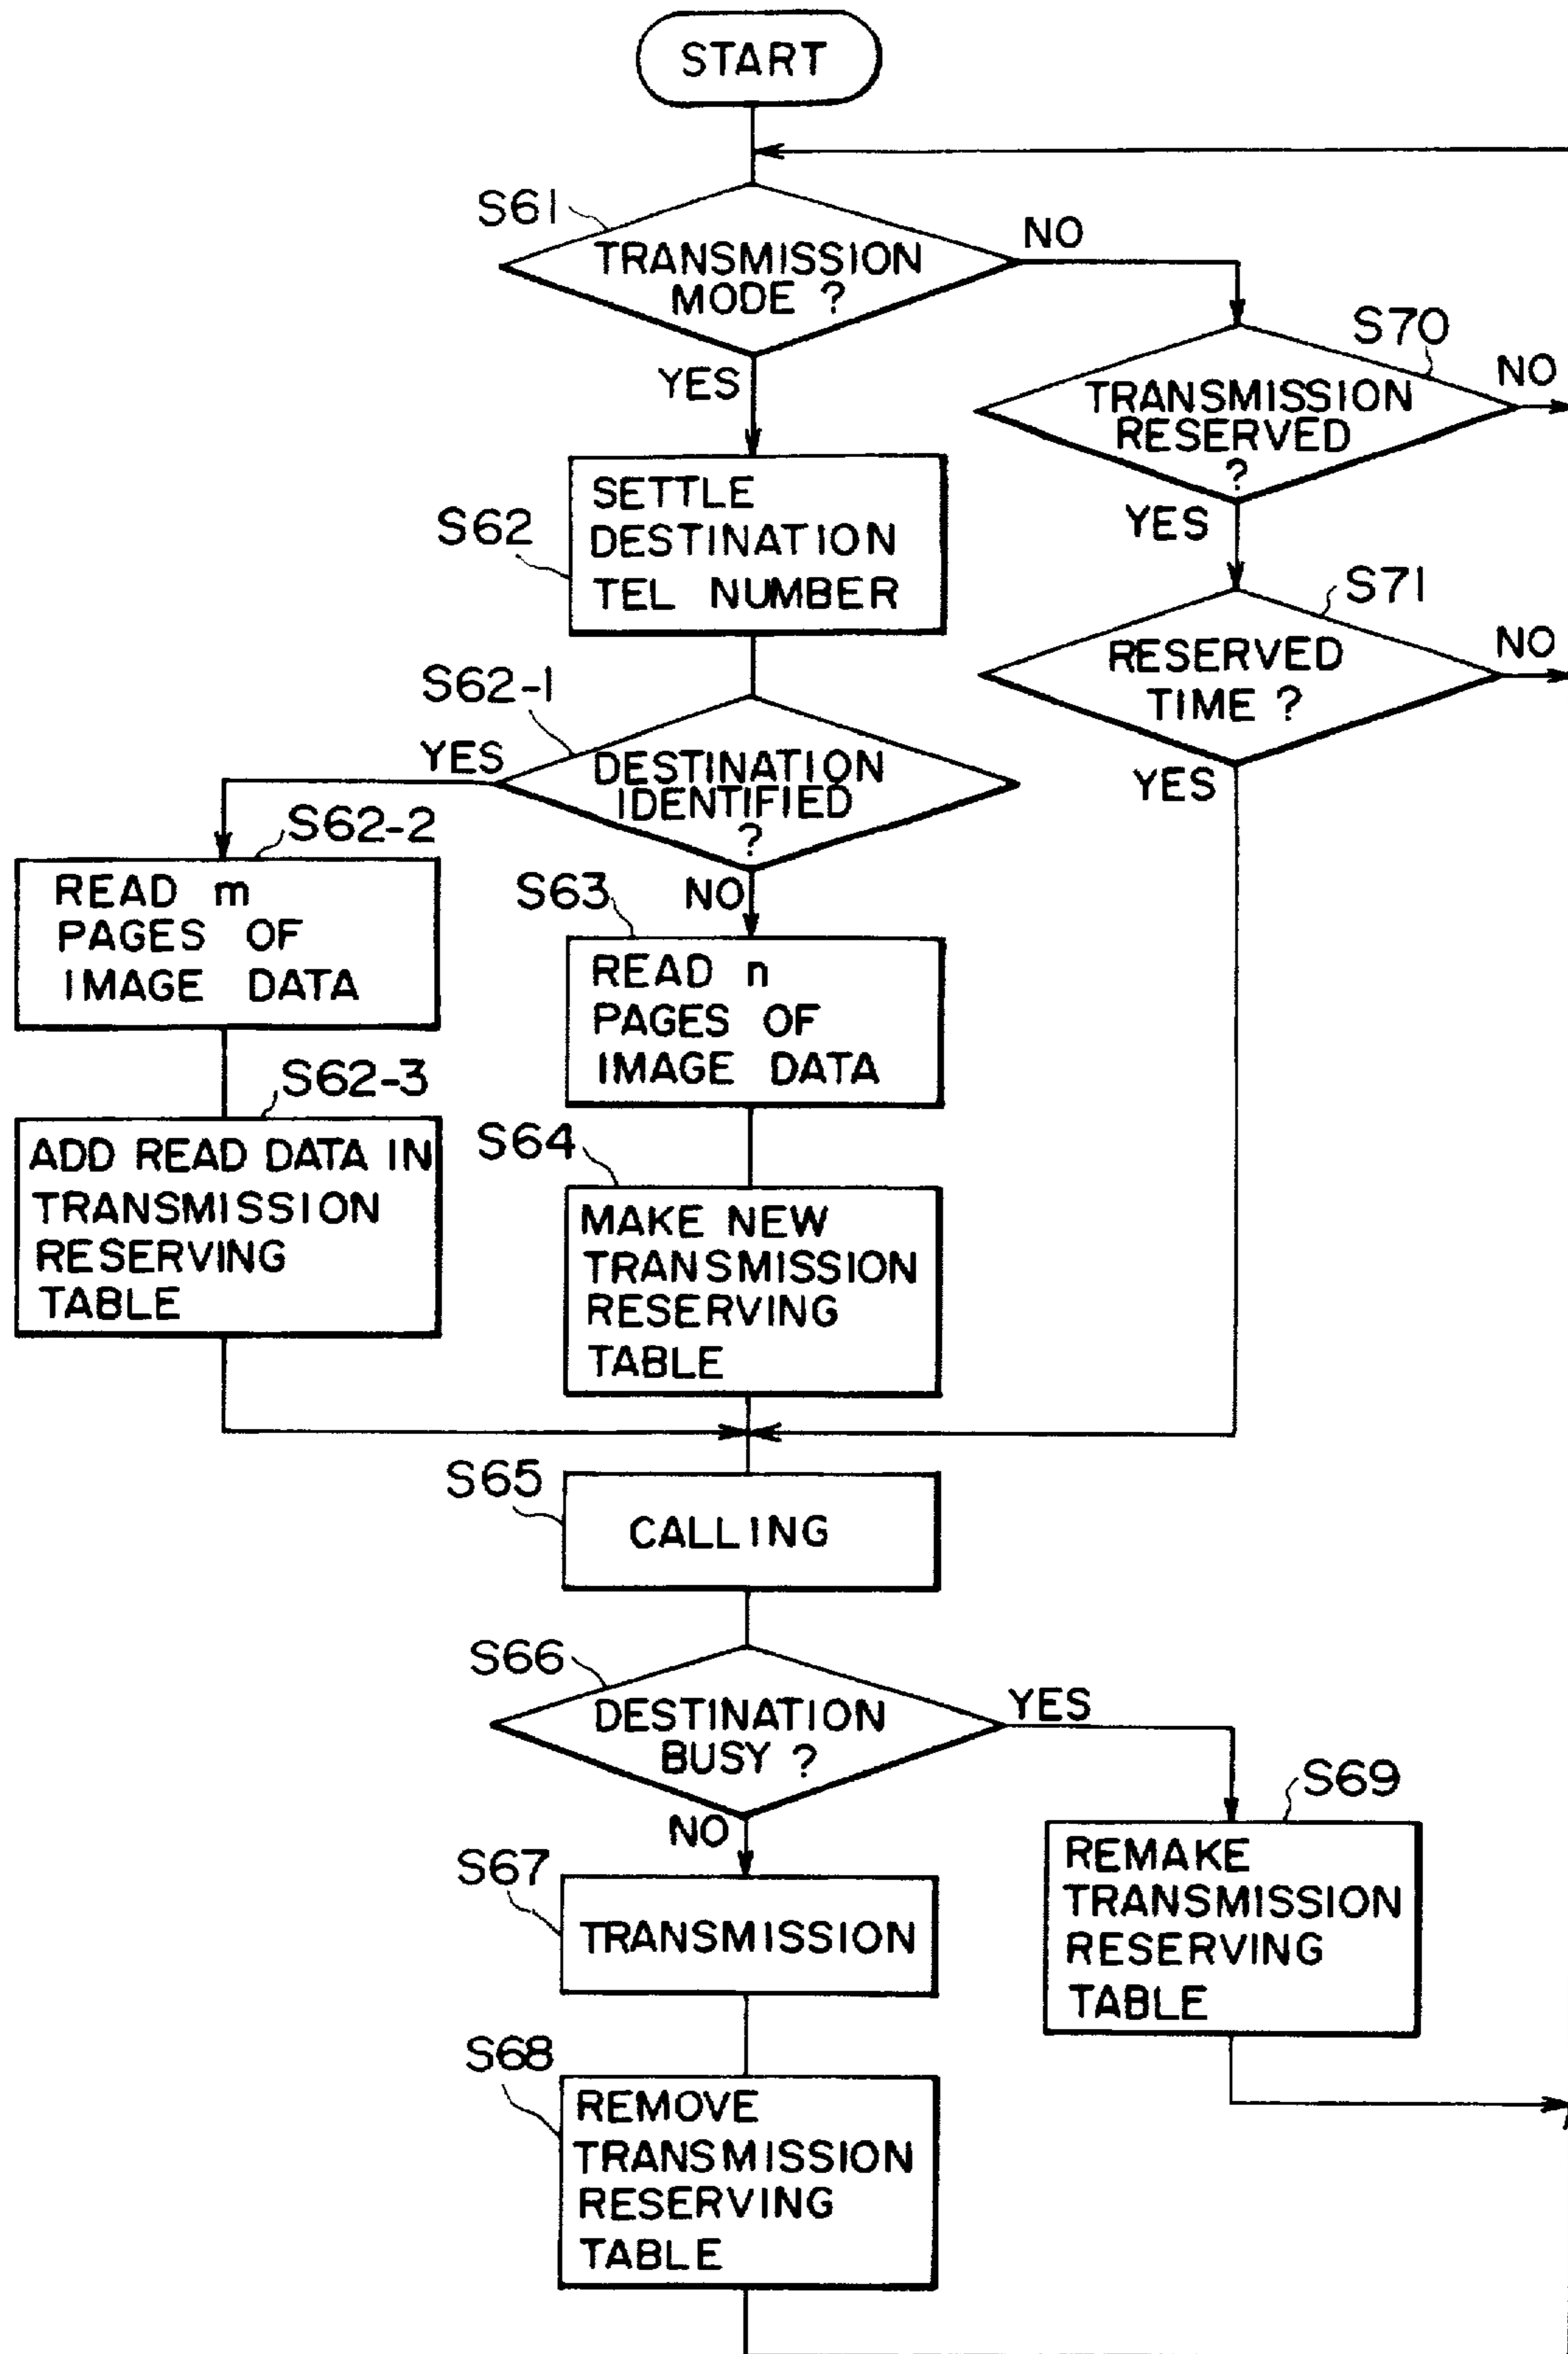 START
S61
TRANSMISSION
MODE ?
NO
YES
S70
TRANSMISSION
RESERVED
?
NO
YES
S62
SETTLE
DESTINATION
TEL NUMBER
S71
RESERVED
TIME ?
NO
YES
S62-1
DESTINATION
IDENTIFIED
?
YES
NO
S62-2
READ m
PAGES OF
IMAGE DATA
S63
READ n
PAGES OF
IMAGE DATA
S62-3
ADD READ DATA IN
TRANSMISSION
RESERVING
TABLE
S64
MAKE NEW
TRANSMISSION
RESERVING
TABLE
S65
CALLING
S66
DESTINATION
BUSY ?
YES
NO
S69
REMAKE
TRANSMISSION
RESERVING
TABLE
S67
TRANSMISSION
S68
REMOVE
TRANSMISSION
RESERVING
TABLE